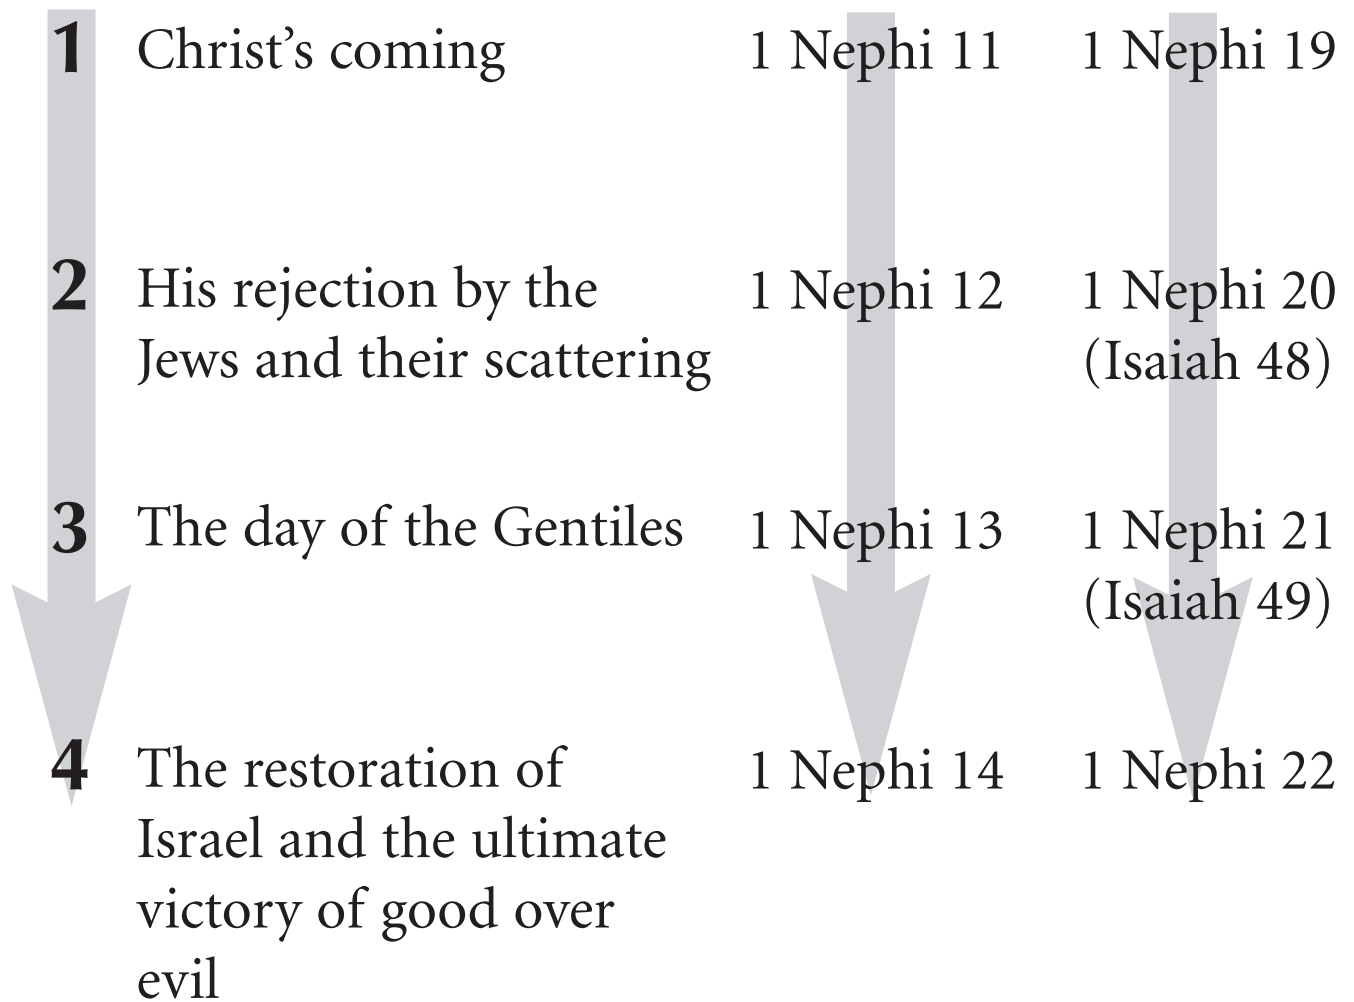 1 Christ’s coming 1 Nephi 11 1 Nephi 19
2 His rejection by the 1 Nephi 12 1 Nephi 20
Jews and their scattering (Isaiah 48)
3 The day of the Gentiles 1 Nephi 13 1 Nephi 21
(Isaiah 49)
4 The restoration of 1 Nephi 14 1 Nephi 22
Israel and the ultimate
victory of good over
evil